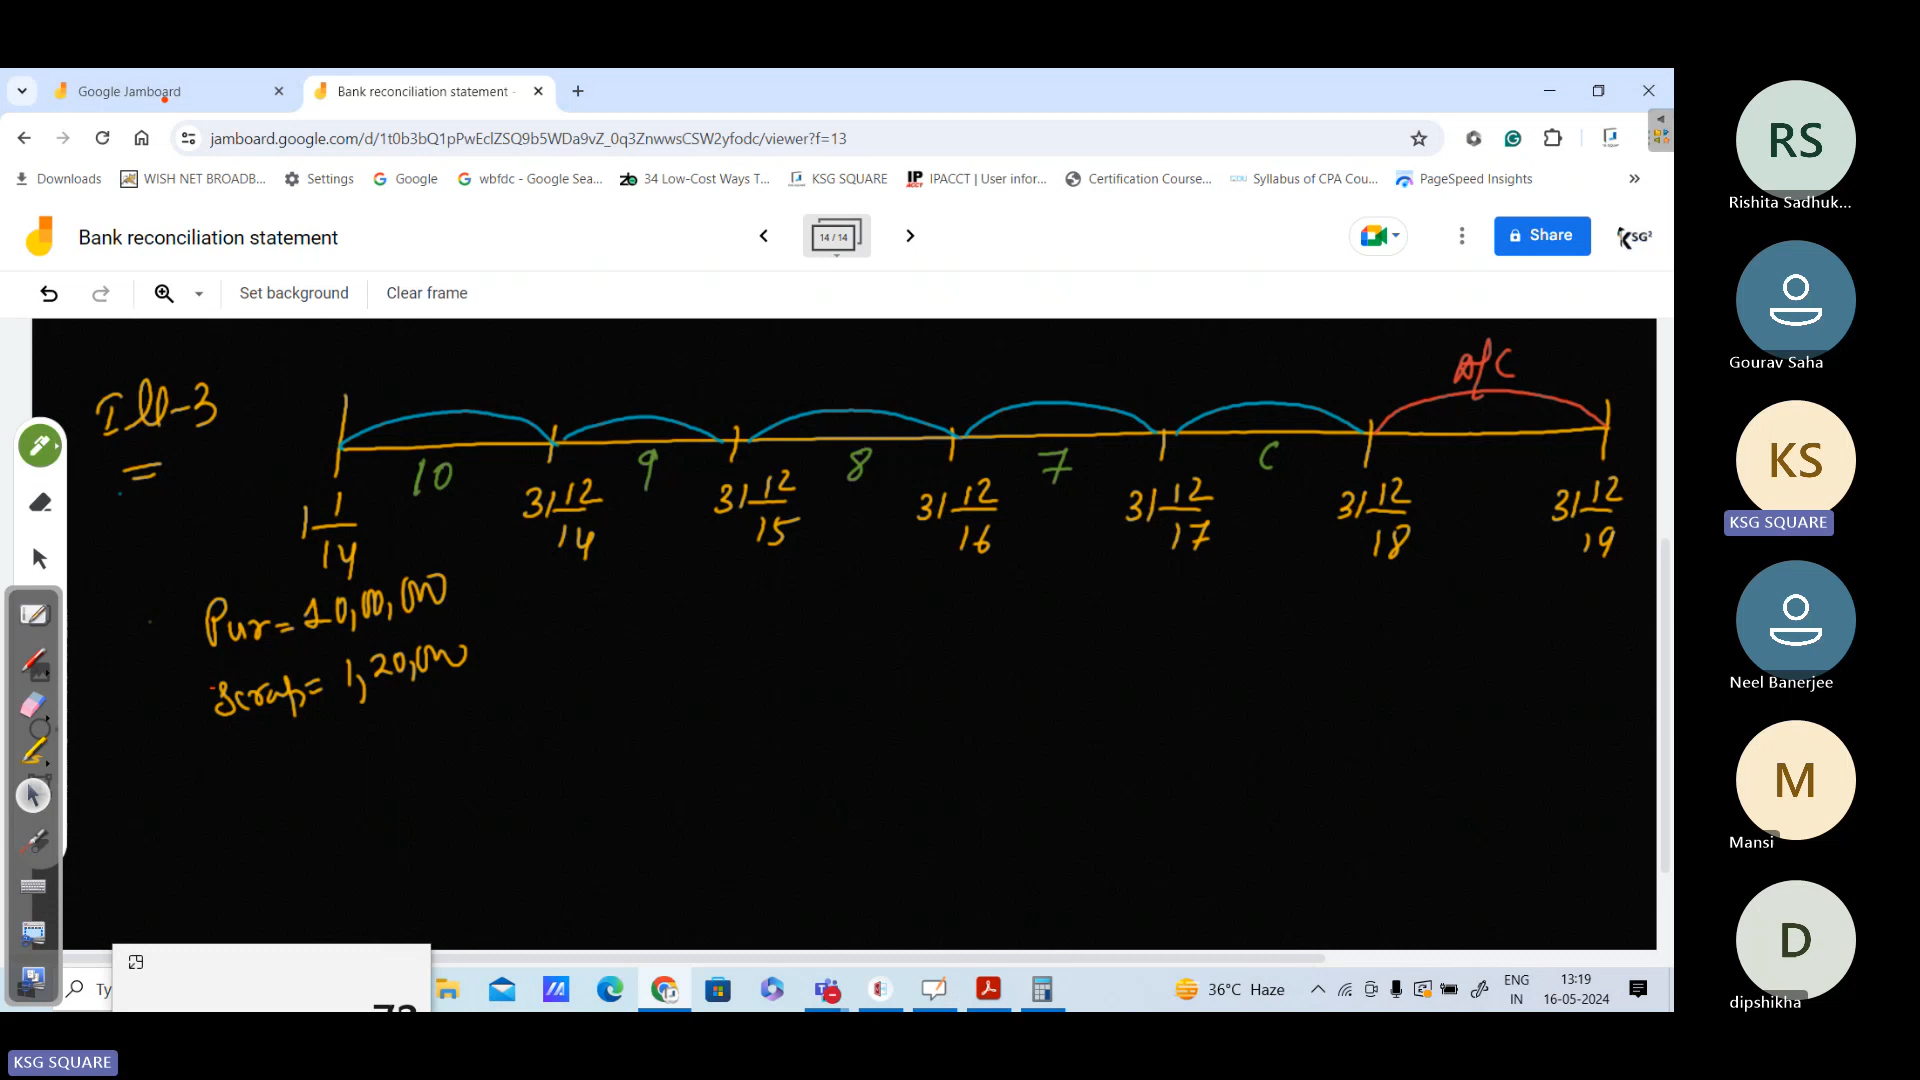 Google Jamboard
Bank reconciliation statement -
jamboard.google.com/d/1t0b3bQ1pPwEclZSQ9b5WDa9vZ_0q3ZnwwsCSW2yfodc/viewer?f=13
Downloads WISH NET BROADB... Settings Google wbfdc - Google Sea... 34 Low-Cost Ways T... KSG SQUARE IPACCT | User infor... Certification Course... Syllabus of CPA Cou... PageSpeed Insights
Bank reconciliation statement
14 / 14
Share
KSG²
Set background Clear frame
Ill-3
A/C
10 9 8 7 C
1 1/14 31 12/14 31 12/15 31 12/16 31 12/17 31 12/18 31 12/19
Pur = 10,00,000
Scrap = 1,20,000
Ty
36°C Haze
ENG
IN
13:19
16-05-2024
RS
Rishita Sadhuk...
Gourav Saha
KS
KSG SQUARE
Neel Banerjee
M
Mansi
D
dipshikha
KSG SQUARE